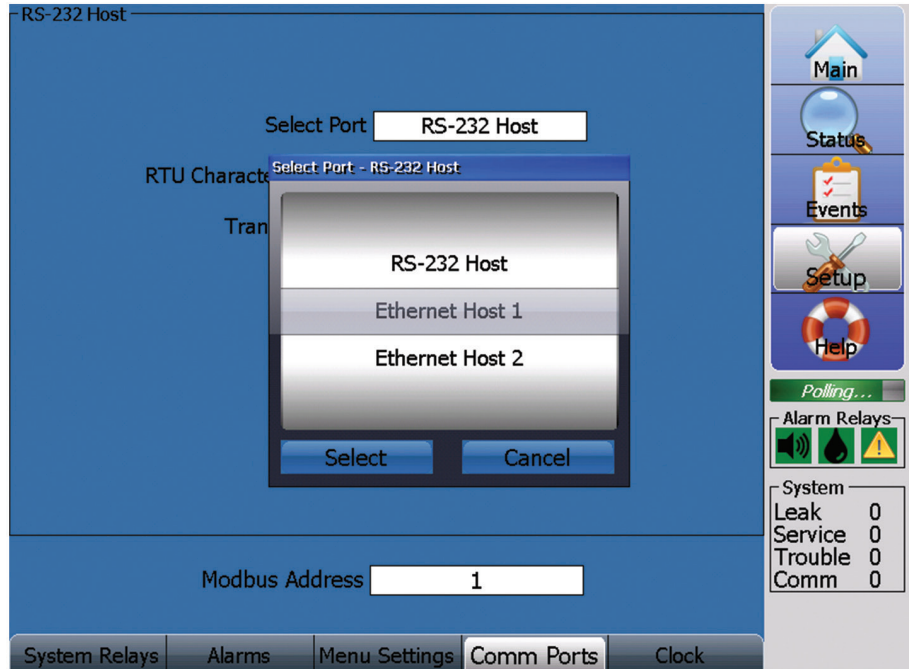 RS-232 Host
Select Port RS-232 Host
RTU Characte
Tran
Select Port - RS-232 Host
RS-232 Host
Ethernet Host 1
Ethernet Host 2
Select Cancel
Modbus Address 1
System Relays Alarms Menu Settings Comm Ports Clock
Main
Status
Events
Setup
Help
Polling...
Alarm Relays
System
Leak 0
Service 0
Trouble 0
Comm 0